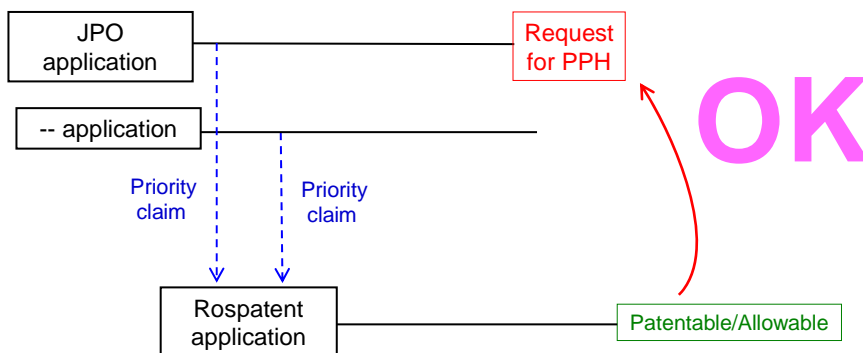 JPO
application
Request
for PPH
OK
-- application
Priority
claim
Priority
claim
Rospatent
application
Patentable/Allowable